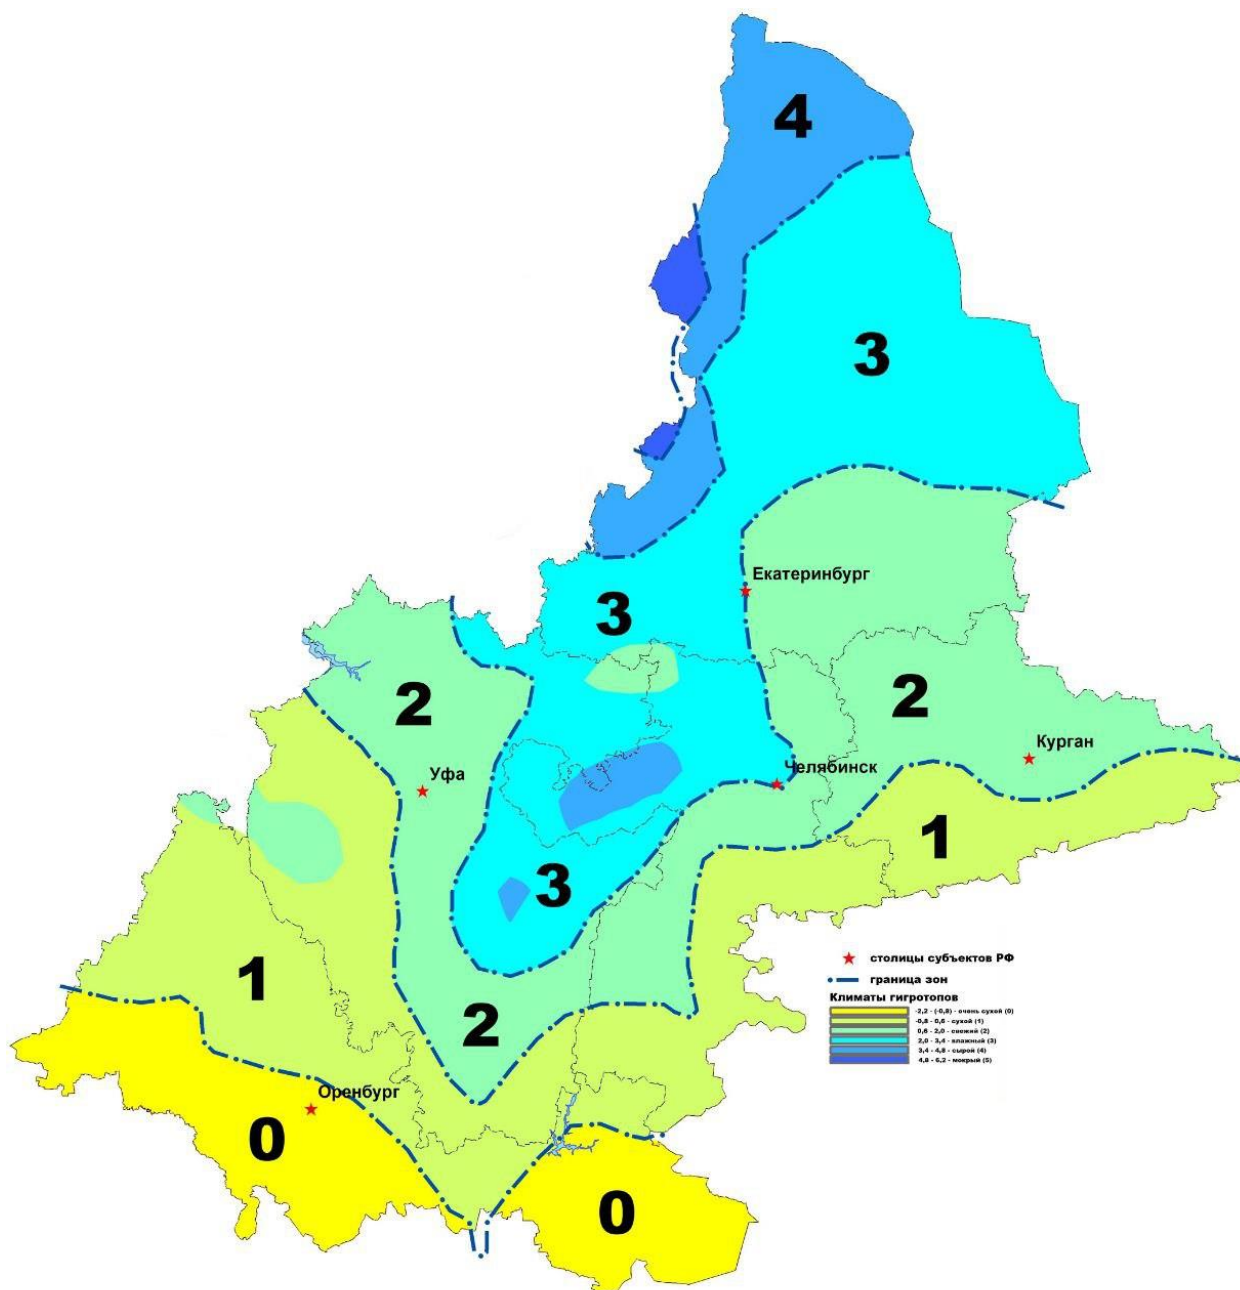 4
3
Екатеринбург
3
2
2
Курган
Уфа
Челябинск
1
3
столицы субъектов РФ
1
граница зон
Климаты гигротопов
-2,2 - (-0,8) - очень сухой (0)
-0,8 - 0,6 - сухой (1)
0,6 - 2,0 - свежий (2)
2,0 - 3,4 - влажный (3)
3,4 - 4,8 - сырой (4)
4,8 - 6,2 - мокрый (5)
2
Оренбург
0
0